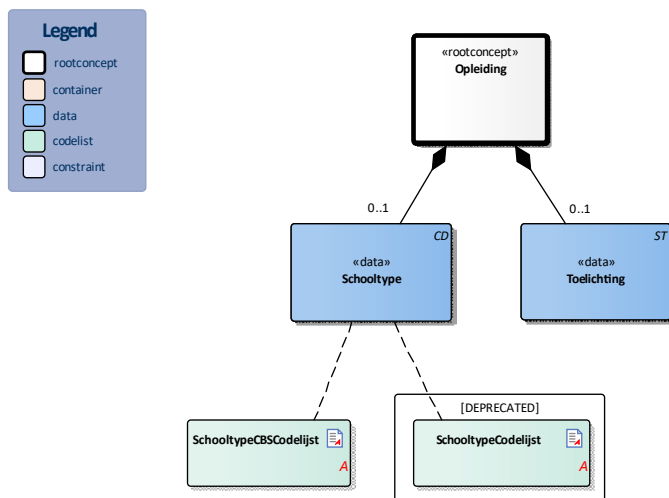 Legend
rootconcept
container
data
codelist
constraint
«rootconcept»
Opleiding
0..1
0..1
CD
«data»
Schooltype
ST
«data»
Toelichting
SchooltypeCBSCodelijst
A
[DEPRECATED]
SchooltypeCodelijst
A